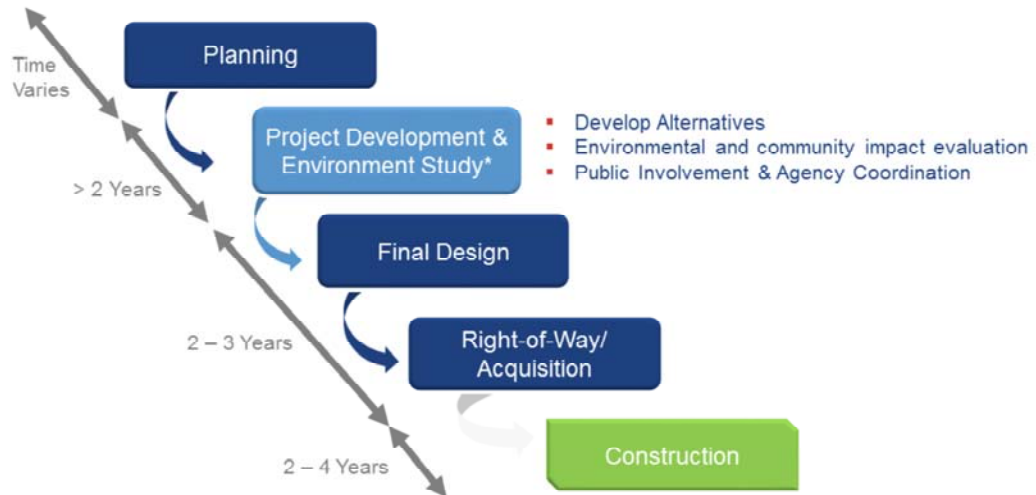 Time
Varies
Planning
Project Development &
Environment Study*
▪ Develop Alternatives
▪ Environmental and community impact evaluation
▪ Public Involvement & Agency Coordination
> 2 Years
Final Design
2 – 3 Years
Right-of-Way/
Acquisition
Construction
2 – 4 Years